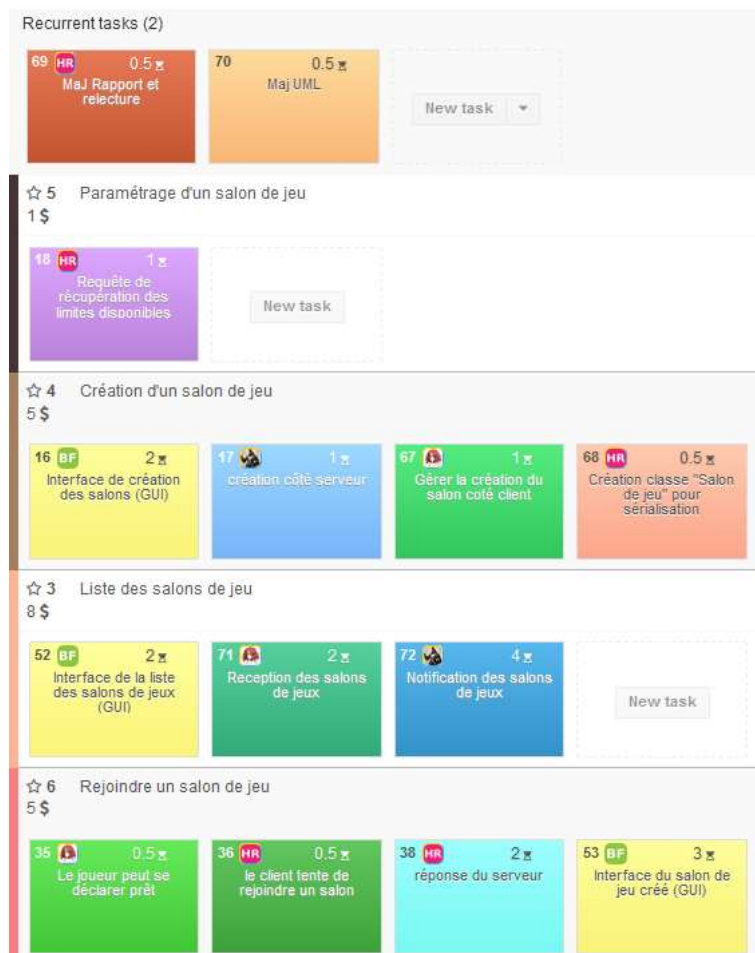 Recurrent tasks (2)
69 HR 0.5
MaJ Rapport et
relecture
70 0.5
Maj UML
New task
5 Paramétrage d'un salon de jeu
1 $
18 HR 1
Requête de
récupération des
limites disponibles
New task
4 Création d'un salon de jeu
5 $
16 BF 2
Interface de création
des salons (GUI)
17 1
création côté serveur
67 1
Gérer la création du
salon coté client
68 HR 0.5
Création classe "Salon
de jeu" pour
sérialisation
3 Liste des salons de jeu
8 $
52 BF 2
Interface de la liste
des salons de jeux
(GUI)
71 2
Reception des salons
de jeux
72 4
Notification des salons
de jeux
New task
6 Rejoindre un salon de jeu
5 $
35 0.5
Le joueur peut se
déclarer prêt
36 HR 0.5
le client tente de
rejoindre un salon
38 HR 2
réponse du serveur
53 BF 3
Interface du salon de
jeu créé (GUI)